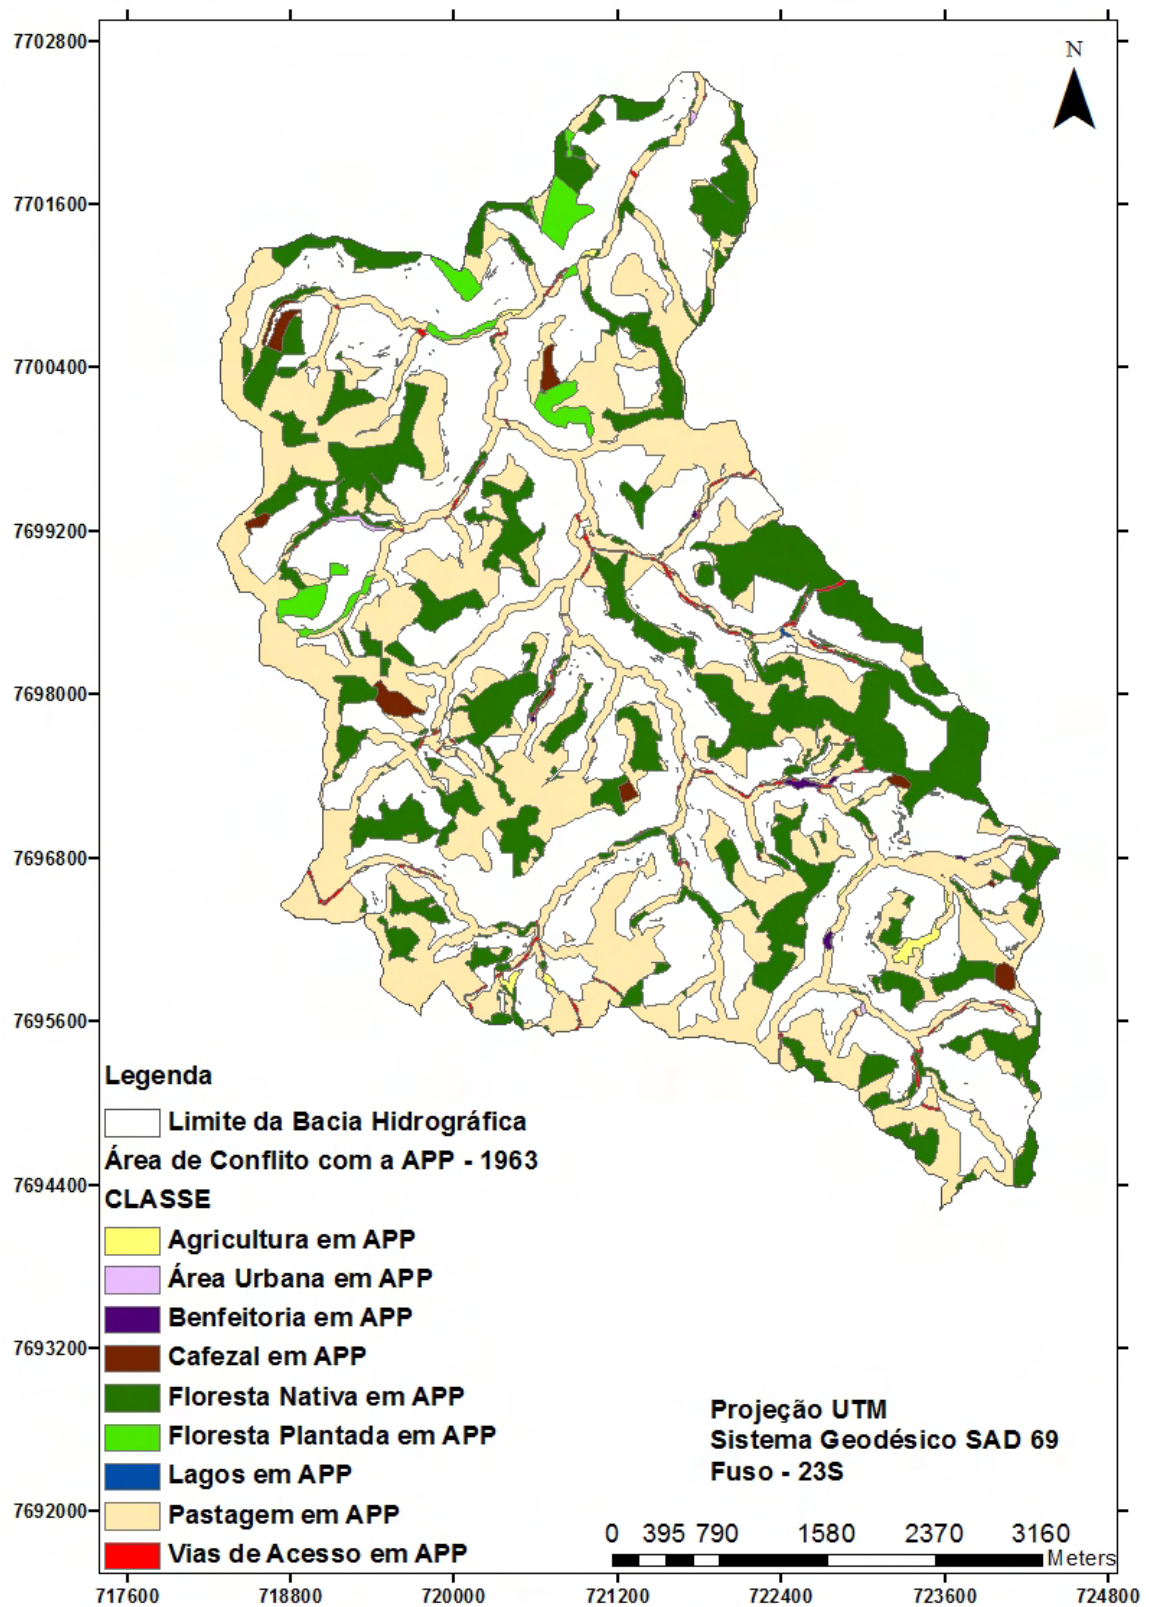 7702800
N
7701600
7700400
7699200
7698000
7696800
7695600
Legenda
Limite da Bacia Hidrográfica
Área de Conflito com a APP - 1963
7694400
CLASSE
Agricultura em APP
Área Urbana em APP
Benfeitoria em APP
7693200
Cafezal em APP
Floresta Nativa em APP
Projeção UTM
Floresta Plantada em APP
Sistema Geodésico SAD 69
Lagos em APP
Fuso - 23S
7692000
Pastagem em APP
0 395 790 1580 2370 3160
Vias de Acesso em APP
Meters
717600 718800 720000 721200 722400 723600 724800